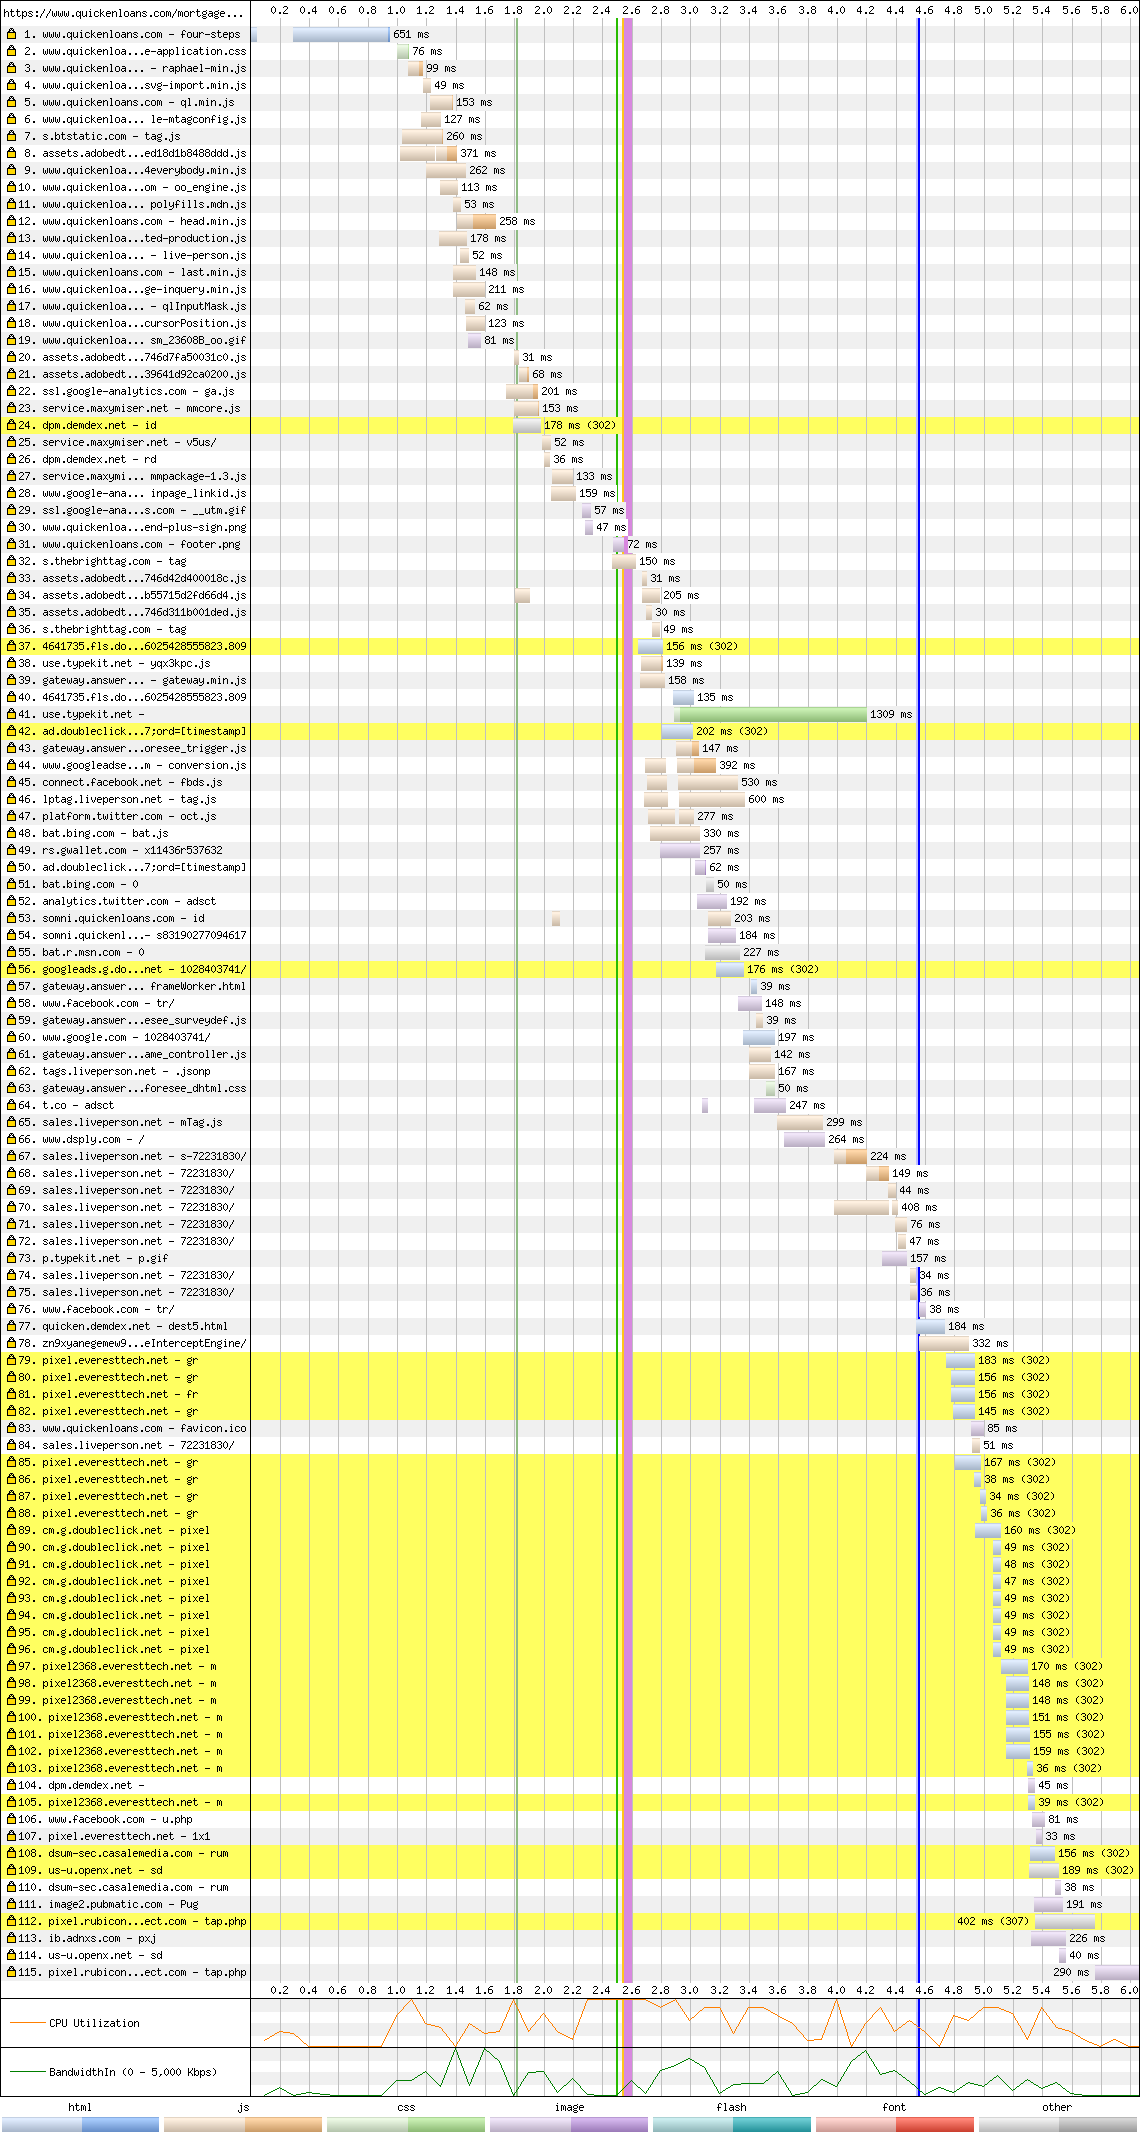 https://www.quickenloans.com/mortgage... 0.2 0.4 0.6 0.8 1.0 1.2 1.4 1.6 1.8 2.0 2.2 2.4 2.6 2.8 3.0 3.2 3.4 3.6 3.8 4.0 4.2 4.4 4.6 4.8 5.0 5.2 5.4 5.6 5.8 6.0
1. www.quickenloans.com - four-steps 651 ms
2. www.quickenloa...e-application.css 76 ms
3. www.quickenloa... - raphael-min.js 99 ms
4. www.quickenloa...svg-import.min.js 49 ms
5. www.quickenloans.com - ql.min.js 153 ms
6. www.quickenloa... le-mtagconfig.js 127 ms
7. s.btstatic.com - tag.js 260 ms
8. assets.adobedt...ed18d1b8488ddd.js 371 ms
9. www.quickenloa...4everybody.min.js 262 ms
10. www.quickenloa...om - oo_engine.js 113 ms
11. www.quickenloa... polyfills.mdn.js 53 ms
12. www.quickenloans.com - head.min.js 258 ms
13. www.quickenloa...ted-production.js 178 ms
14. www.quickenloa... - live-person.js 52 ms
15. www.quickenloans.com - last.min.js 148 ms
16. www.quickenloa...ge-inquery.min.js 211 ms
17. www.quickenloa... - qlInputMask.js 62 ms
18. www.quickenloa...cursorPosition.js 123 ms
19. www.quickenloa... sm_23608B_oo.gif 81 ms
20. assets.adobedt...746d7fa50031c0.js 31 ms
21. assets.adobedt...39641d92ca0200.js 68 ms
22. ssl.google-analytics.com - ga.js 201 ms
23. service.maxymiser.net - mmcore.js 153 ms
24. dpm.demdex.net - id 178 ms (302)
25. service.maxymiser.net - v5us/ 52 ms
26. dpm.demdex.net - rd 36 ms
27. service.maxymi... mmpackage-1.3.js 133 ms
28. www.google-ana... inpage_linkid.js 159 ms
29. ssl.google-ana...s.com - __utm.gif 57 ms
30. www.quickenloa...end-plus-sign.png 47 ms
31. www.quickenloans.com - footer.png 72 ms
32. s.thebrighttag.com - tag 150 ms
33. assets.adobedt...746d42d400018c.js 31 ms
34. assets.adobedt...b55715d2fd66d4.js 205 ms
35. assets.adobedt...746d311b001ded.js 30 ms
36. s.thebrighttag.com - tag 49 ms
37. 4641735.fls.do...6025428555823.809 156 ms (302)
38. use.typekit.net - yqx3kpc.js 139 ms
39. gateway.answer... - gateway.min.js 158 ms
40. 4641735.fls.do...6025428555823.809 135 ms
41. use.typekit.net - 1309 ms
42. ad.doubleclick...7;ord=[timestamp] 202 ms (302)
43. gateway.answer...oresee_trigger.js 147 ms
44. www.googleadse...m - conversion.js 392 ms
45. connect.facebook.net - fbds.js 530 ms
46. lptag.liveperson.net - tag.js 600 ms
47. platform.twitter.com - oct.js 277 ms
48. bat.bing.com - bat.js 330 ms
49. rs.gwallet.com - x11436r537632 257 ms
50. ad.doubleclick...7;ord=[timestamp] 62 ms
51. bat.bing.com - 0 50 ms
52. analytics.twitter.com - adsct 192 ms
53. somni.quickenloans.com - id 203 ms
54. somni.quickenl...- s83190277094617 184 ms
55. bat.r.msn.com - 0 227 ms
56. googleads.g.do...net - 1028403741/ 176 ms (302)
57. gateway.answer... frameWorker.html 39 ms
58. www.facebook.com - tr/ 148 ms
59. gateway.answer...esee_surveydef.js 39 ms
60. www.google.com - 1028403741/ 197 ms
61. gateway.answer...ame_controller.js 142 ms
62. tags.liveperson.net - .jsonp 167 ms
63. gateway.answer...foresee_dhtml.css 50 ms
64. t.co - adsct 247 ms
65. sales.liveperson.net - mTag.js 299 ms
66. www.dsply.com - / 264 ms
67. sales.liveperson.net - s-72231830/ 224 ms
68. sales.liveperson.net - 72231830/ 149 ms
69. sales.liveperson.net - 72231830/ 44 ms
70. sales.liveperson.net - 72231830/ 408 ms
71. sales.liveperson.net - 72231830/ 76 ms
72. sales.liveperson.net - 72231830/ 47 ms
73. p.typekit.net - p.gif 157 ms
74. sales.liveperson.net - 72231830/ 34 ms
75. sales.liveperson.net - 72231830/ 36 ms
76. www.facebook.com - tr/ 38 ms
77. quicken.demdex.net - dest5.html 184 ms
78. zn9xyanegemew9...eInterceptEngine/ 332 ms
79. pixel.everesttech.net - gr 183 ms (302)
80. pixel.everesttech.net - gr 156 ms (302)
81. pixel.everesttech.net - fr 156 ms (302)
82. pixel.everesttech.net - gr 145 ms (302)
83. www.quickenloans.com - favicon.ico 85 ms
84. sales.liveperson.net - 72231830/ 51 ms
85. pixel.everesttech.net - gr 167 ms (302)
86. pixel.everesttech.net - gr 38 ms (302)
87. pixel.everesttech.net - gr 34 ms (302)
88. pixel.everesttech.net - gr 36 ms (302)
89. cm.g.doubleclick.net - pixel 160 ms (302)
90. cm.g.doubleclick.net - pixel 49 ms (302)
91. cm.g.doubleclick.net - pixel 48 ms (302)
92. cm.g.doubleclick.net - pixel 47 ms (302)
93. cm.g.doubleclick.net - pixel 49 ms (302)
94. cm.g.doubleclick.net - pixel 49 ms (302)
95. cm.g.doubleclick.net - pixel 49 ms (302)
96. cm.g.doubleclick.net - pixel 49 ms (302)
97. pixel2368.everesttech.net - m 170 ms (302)
98. pixel2368.everesttech.net - m 148 ms (302)
99. pixel2368.everesttech.net - m 148 ms (302)
100. pixel2368.everesttech.net - m 151 ms (302)
101. pixel2368.everesttech.net - m 155 ms (302)
102. pixel2368.everesttech.net - m 159 ms (302)
103. pixel2368.everesttech.net - m 36 ms (302)
104. dpm.demdex.net - 45 ms
105. pixel2368.everesttech.net - m 39 ms (302)
106. www.facebook.com - u.php 81 ms
107. pixel.everesttech.net - 1x1 33 ms
108. dsum-sec.casalemedia.com - rum 156 ms (302)
109. us-u.openx.net - sd 189 ms (302)
110. dsum-sec.casalemedia.com - rum 38 ms
111. image2.pubmatic.com - Pug 191 ms
112. pixel.rubicon...ect.com - tap.php 402 ms (307)
113. ib.adnxs.com - pxj 226 ms
114. us-u.openx.net - sd 40 ms
115. pixel.rubicon...ect.com - tap.php 290 ms
0.2 0.4 0.6 0.8 1.0 1.2 1.4 1.6 1.8 2.0 2.2 2.4 2.6 2.8 3.0 3.2 3.4 3.6 3.8 4.0 4.2 4.4 4.6 4.8 5.0 5.2 5.4 5.6 5.8 6.0
CPU Utilization
BandwidthIn (0 - 5,000 Kbps)
html js css image flash font other